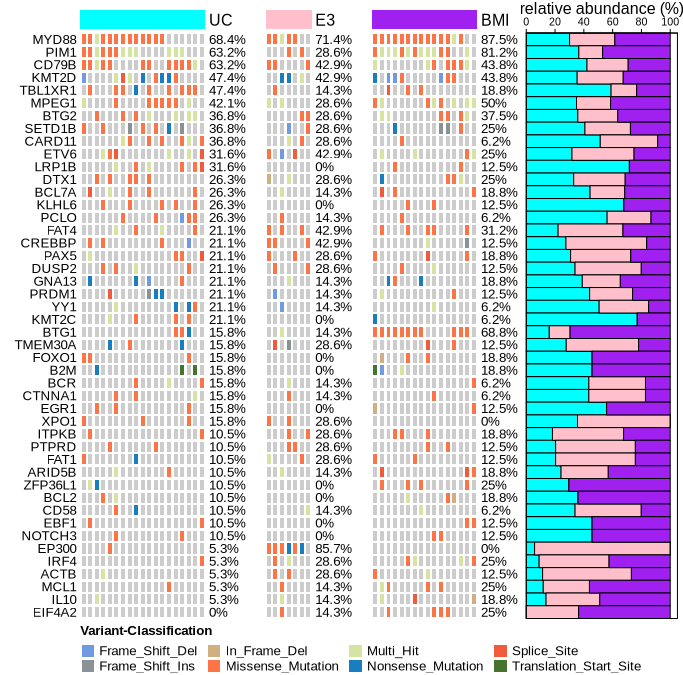 relative abundance (%)
UC E3 BMI 0 20 40 60 80 100
MYD88 68.4% 71.4% 87.5%
PIM1 63.2% 28.6% 81.2%
CD79B 63.2% 42.9% 43.8%
KMT2D 47.4% 42.9% 43.8%
TBL1XR1 47.4% 14.3% 18.8%
MPEG1 42.1% 28.6% 50%
BTG2 36.8% 28.6% 37.5%
SETD1B 36.8% 28.6% 25%
CARD11 36.8% 28.6% 6.2%
ETV6 31.6% 42.9% 25%
LRP1B 31.6% 0% 12.5%
DTX1 26.3% 28.6% 25%
BCL7A 26.3% 14.3% 18.8%
KLHL6 26.3% 0% 12.5%
PCLO 26.3% 14.3% 6.2%
FAT4 21.1% 42.9% 31.2%
CREBBP 21.1% 42.9% 12.5%
PAX5 21.1% 28.6% 18.8%
DUSP2 21.1% 28.6% 12.5%
GNA13 21.1% 14.3% 18.8%
PRDM1 21.1% 14.3% 12.5%
YY1 21.1% 14.3% 6.2%
KMT2C 21.1% 0% 6.2%
BTG1 15.8% 14.3% 68.8%
TMEM30A 15.8% 28.6% 12.5%
FOXO1 15.8% 0% 18.8%
B2M 15.8% 0% 18.8%
BCR 15.8% 14.3% 6.2%
CTNNA1 15.8% 14.3% 6.2%
EGR1 15.8% 0% 12.5%
XPO1 15.8% 28.6% 0%
ITPKB 10.5% 28.6% 18.8%
PTPRD 10.5% 28.6% 12.5%
FAT1 10.5% 28.6% 12.5%
ARID5B 10.5% 14.3% 18.8%
ZFP36L1 10.5% 0% 25%
BCL2 10.5% 0% 18.8%
CD58 10.5% 14.3% 6.2%
EBF1 10.5% 0% 12.5%
NOTCH3 10.5% 0% 12.5%
EP300 5.3% 85.7% 0%
IRF4 5.3% 28.6% 25%
ACTB 5.3% 28.6% 12.5%
MCL1 5.3% 14.3% 25%
IL10 5.3% 14.3% 18.8%
EIF4A2 0% 14.3% 25%
Variant-Classification
Frame_Shift_Del In_Frame_Del Multi_Hit Splice_Site
Frame_Shift_Ins Missense_Mutation Nonsense_Mutation Translation_Start_Site